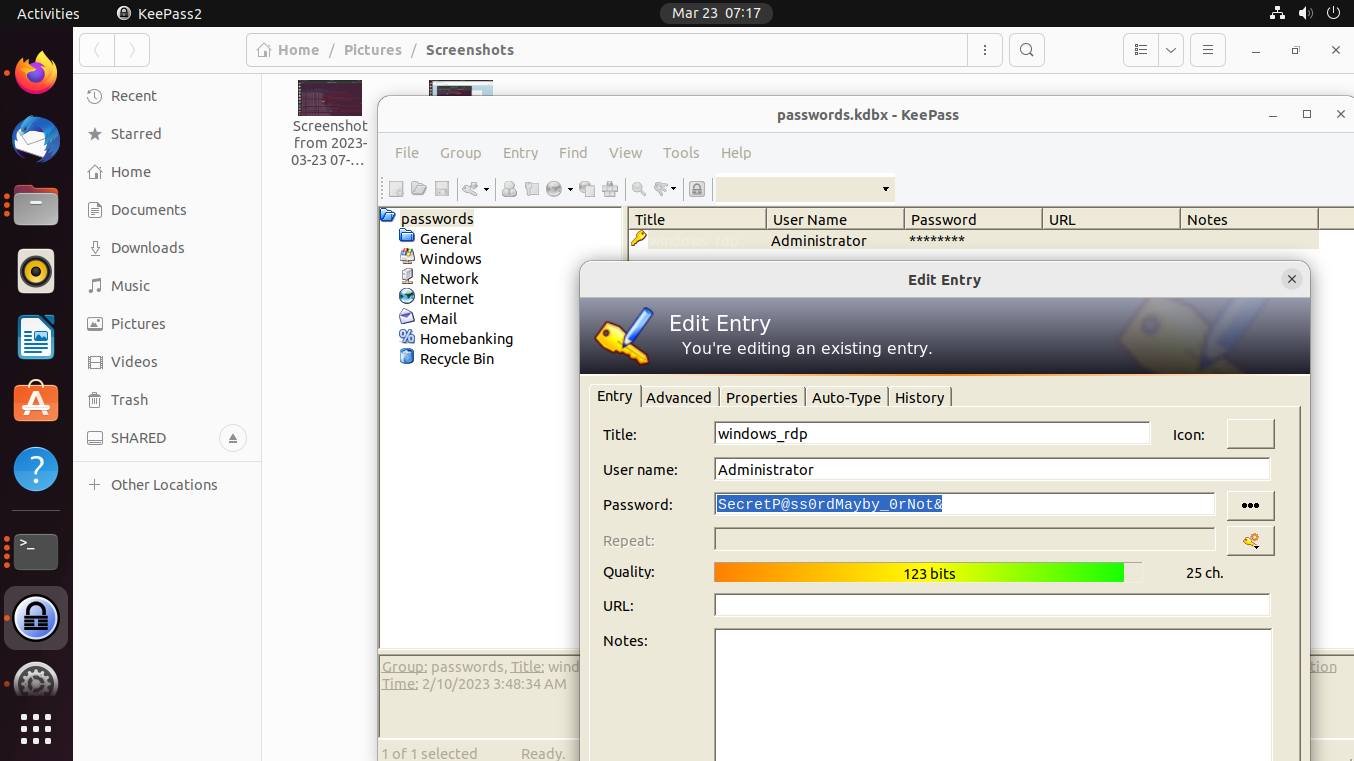 Activities KeePass2 Mar 23 07:17
Home / Pictures / Screenshots
Recent
Starred
Home
Documents
Downloads
Music
Pictures
Videos
Trash
SHARED
Other Locations
Screenshot
from 2023-
03-23 07-…
passwords.kdbx - KeePass
File Group Entry Find View Tools Help
passwords
General
Windows
Network
Internet
eMail
Homebanking
Recycle Bin
Title User Name Password URL Notes
windows_rdp Administrator ********
Edit Entry
Edit Entry
You're editing an existing entry.
Entry Advanced Properties Auto-Type History
Title: windows_rdp Icon:
User name: Administrator
Password: SecretP@ss0rdMayby_0rNot&
Repeat:
Quality: 123 bits 25 ch.
URL:
Notes:
Group: passwords, Title: wind
tion
Time: 2/10/2023 3:48:34 AM
1 of 1 selected Ready.